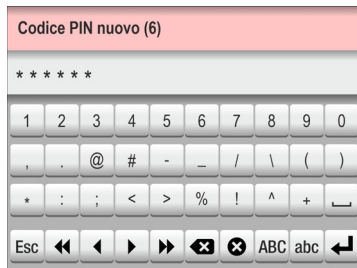 Codice PIN nuovo (6)
* * * * * *
1 2 3 4 5 6 7 8 9 0
, . @ # - _ / \ ( )
* : ; < > % ! ^ +
Esc ABC abc